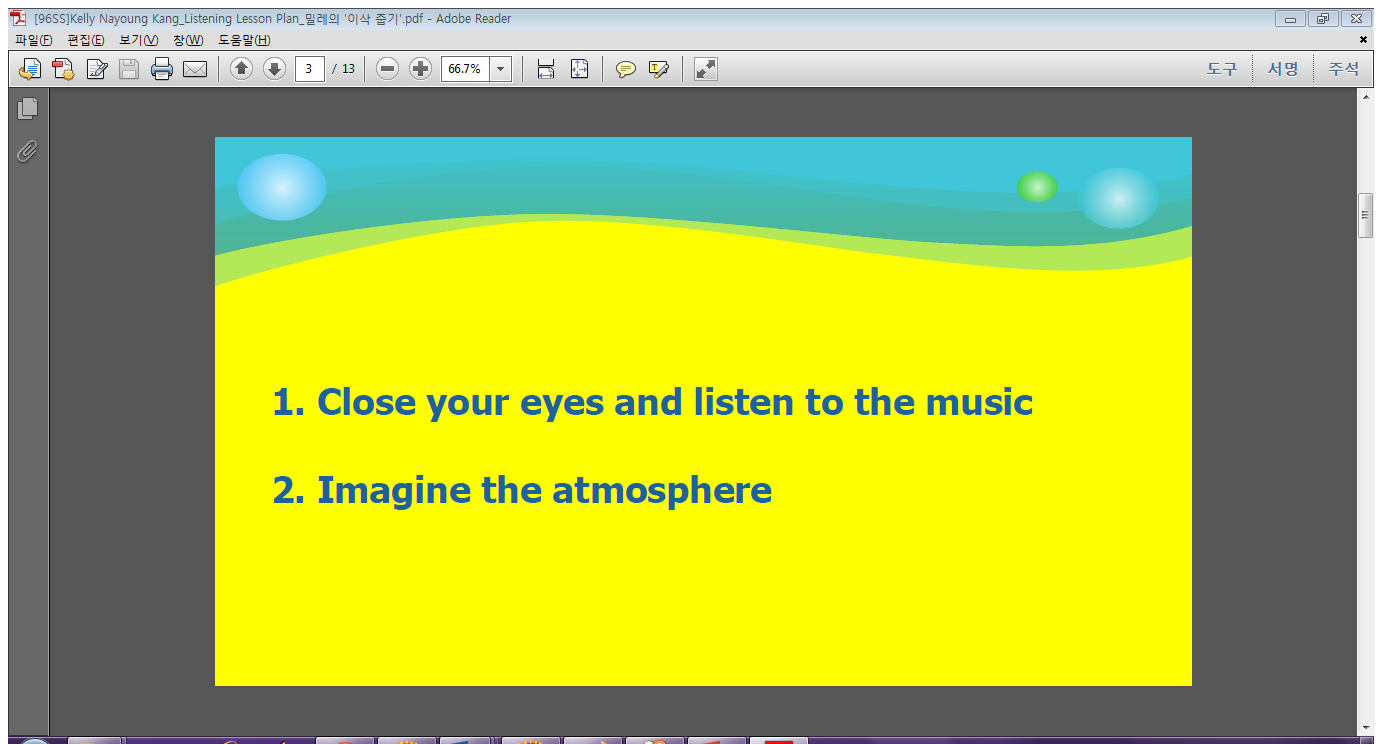 [96SS]Kelly Nayoung Kang_Listening Lesson Plan_밀레의 '이삭 줍기'.pdf - Adobe Reader
파일(F) 편집(E) 보기(V) 창(W) 도움말(H)
3 / 13 66.7% 도구 서명 주석
1. Close your eyes and listen to the music
2. Imagine the atmosphere